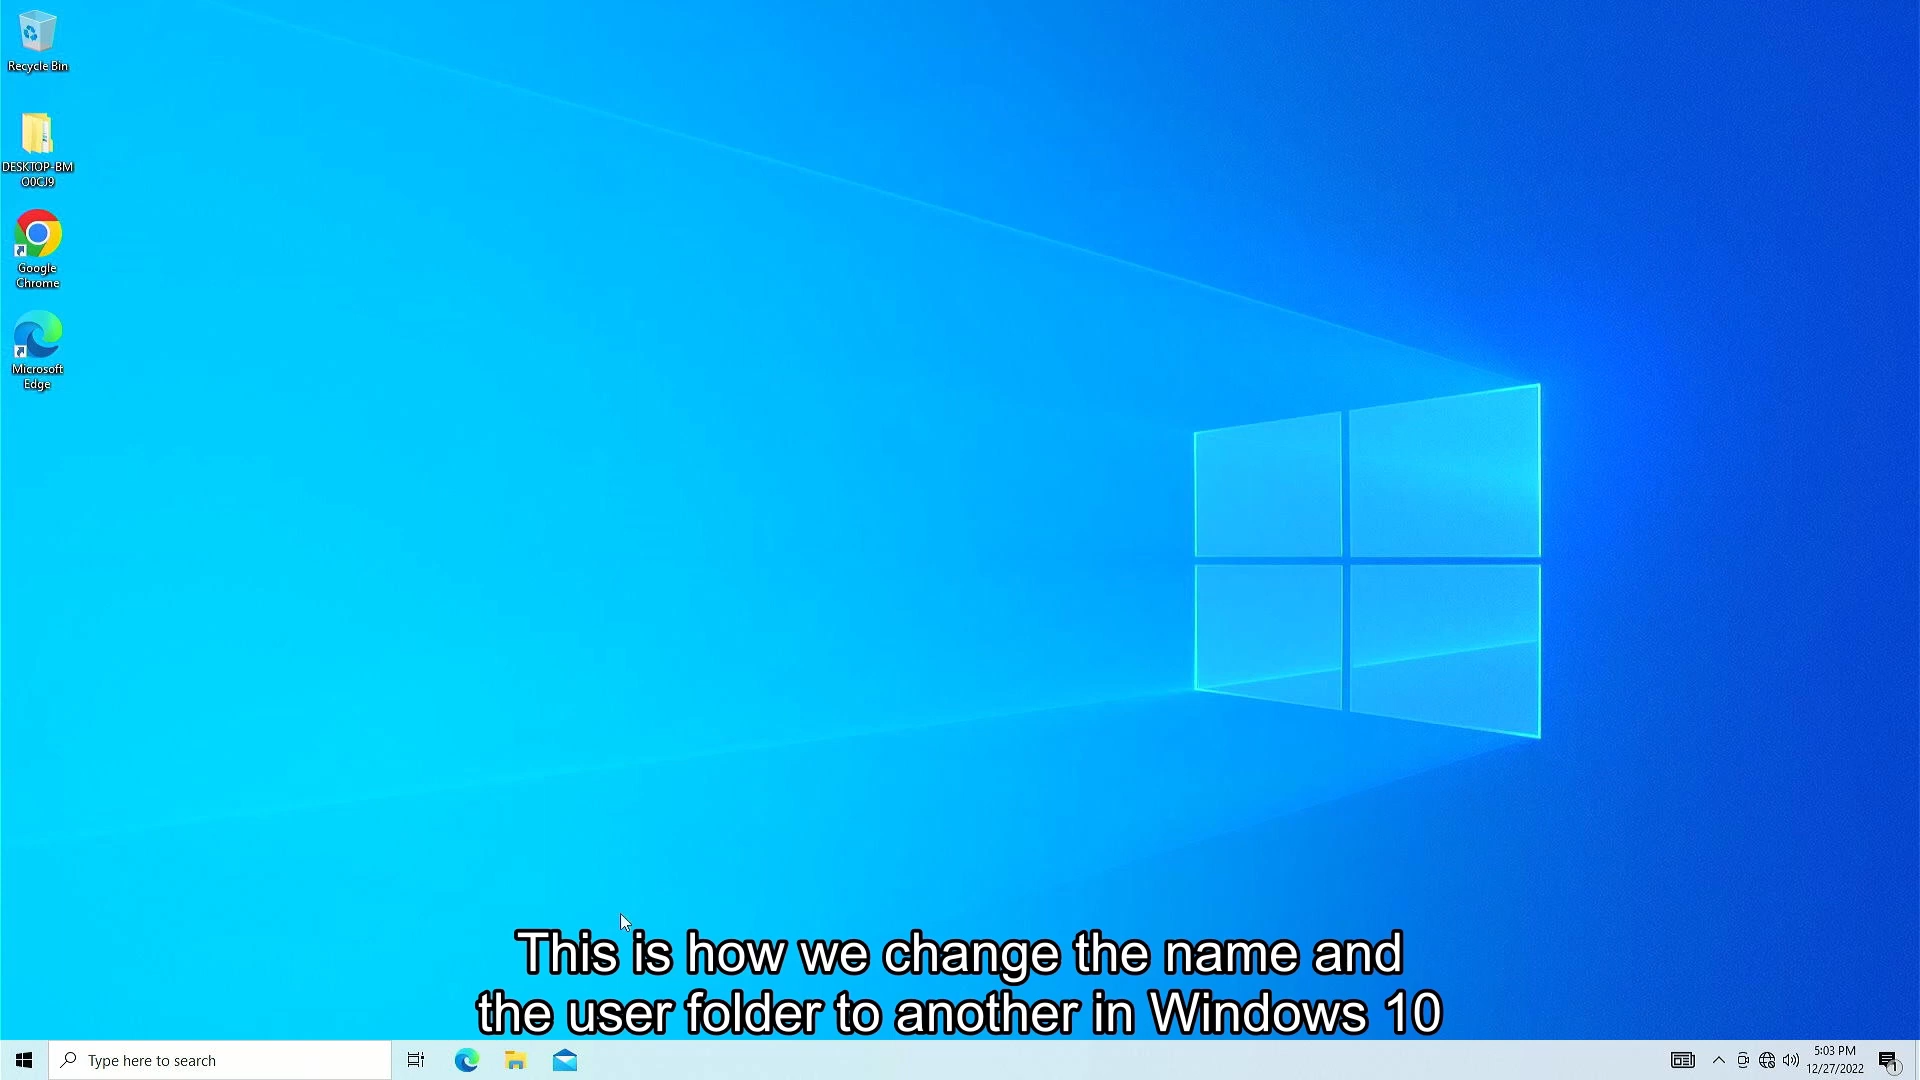 Recycle Bin
DESKTOP-BM
O0CJ9
Google
Chrome
Microsoft
Edge
This is how we change the name and
the user folder to another in Windows 10
Type here to search
5:03 PM
12/27/2022
1